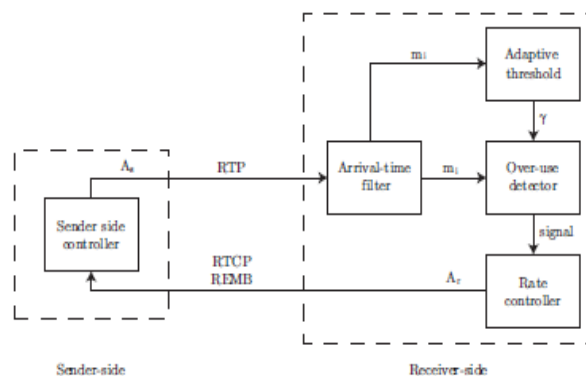 mᵢ
Adaptive
threshold
γ
Aₛ
RTP
Arrival-time
filter
mᵢ
Over-use
detector
Sender side
controller
signal
RTCP
REMB
Aᵣ
Rate
controller
Sender-side
Receiver-side